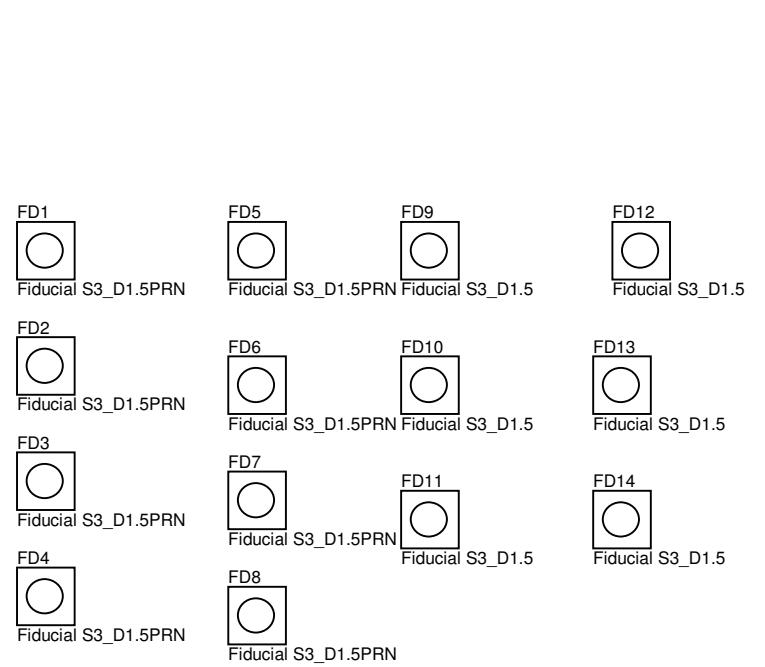 FD1
Fiducial S3_D1.5PRN
FD2
Fiducial S3_D1.5PRN
FD3
Fiducial S3_D1.5PRN
FD4
Fiducial S3_D1.5PRN
FD5
Fiducial S3_D1.5PRN
FD6
Fiducial S3_D1.5PRN
FD7
Fiducial S3_D1.5PRN
FD8
Fiducial S3_D1.5PRN
FD9
Fiducial S3_D1.5
FD10
Fiducial S3_D1.5
FD11
Fiducial S3_D1.5
FD12
Fiducial S3_D1.5
FD13
Fiducial S3_D1.5
FD14
Fiducial S3_D1.5